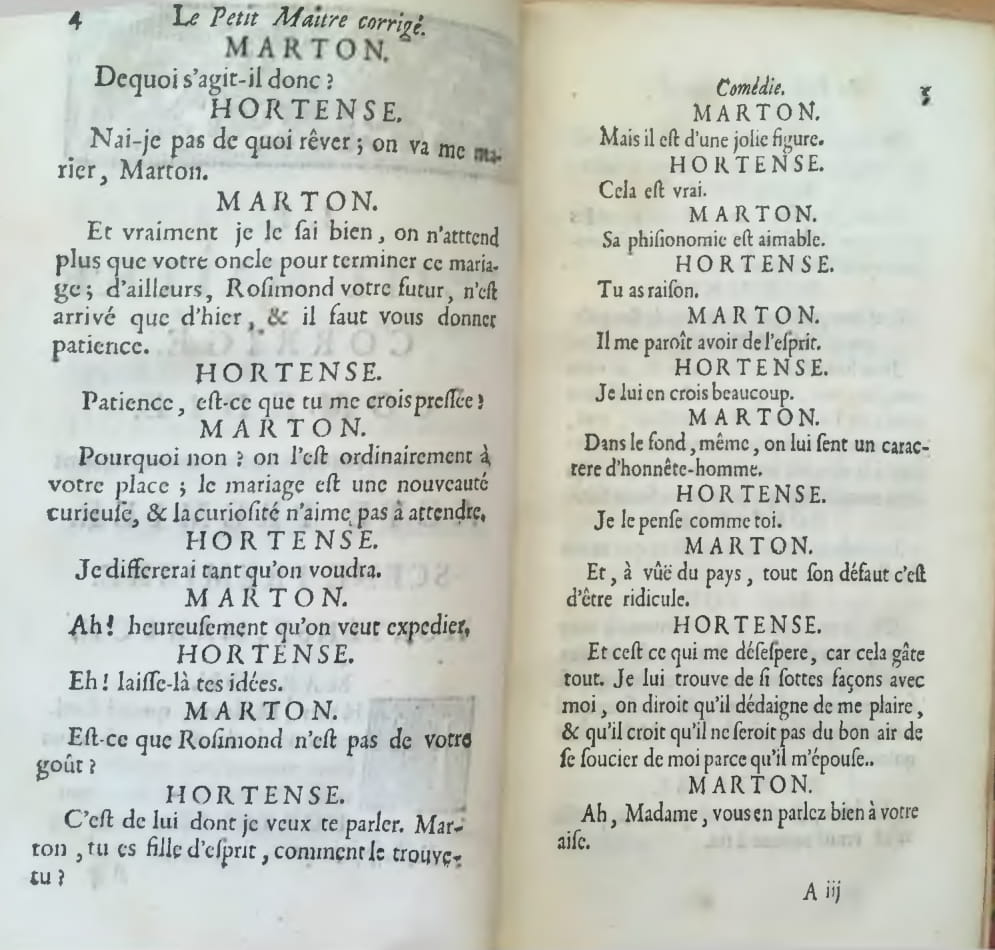 4 Le Petit Maitre corrigé.
MARTON.
Dequoi s'agit-il donc ?
HORTENSE.
Nai-je pas de quoi rêver ; on va me ma-
rier, Marton.
MARTON.
Et vraiment je le ſai bien, on n'atttend
plus que votre oncle pour terminer ce maria-
ge ; d'ailleurs, Roſimond votre futur, n'eſt
arrivé que d'hier, & il faut vous donner
patience.
HORTENSE.
Patience, eſt-ce que tu me crois preſſée ?
MARTON.
Pourquoi non ? on l'eſt ordinairement à
votre place ; le mariage eſt une nouveauté
curieuſe, & la curioſité n'aime pas à attendre.
HORTENSE.
Je differerai tant qu'on voudra.
MARTON.
Ah ! heureuſement qu'on veut expedier.
HORTENSE.
Eh ! laiſſe-là tes idées.
MARTON.
Eſt-ce que Roſimond n'eſt pas de votre
goût ?
HORTENSE.
C'eſt de lui dont je veux te parler. Mar-
ton, tu es fille d'eſprit, comment le trouve-
tu ?
Comédie. 5
MARTON.
Mais il eſt d'une jolie figure.
HORTENSE.
Cela eſt vrai.
MARTON.
Sa phiſionomie eſt aimable.
HORTENSE.
Tu as raiſon.
MARTON.
Il me paroît avoir de l'eſprit.
HORTENSE.
Je lui en crois beaucoup.
MARTON.
Dans le fond, même, on lui ſent un carac-
tere d'honnête-homme.
HORTENSE.
Je le penſe comme toi.
MARTON.
Et, à vûë du pays, tout ſon défaut c'eſt
d'être ridicule.
HORTENSE.
Et ceſt ce qui me déſeſpere, car cela gâte
tout. Je lui trouve de ſi ſottes façons avec
moi, on diroit qu'il dédaigne de me plaire,
& qu'il croit qu'il ne ſeroit pas du bon air de
ſe ſoucier de moi parce qu'il m'épouſe..
MARTON.
Ah, Madame, vous en parlez bien à votre
aiſe.
A iij